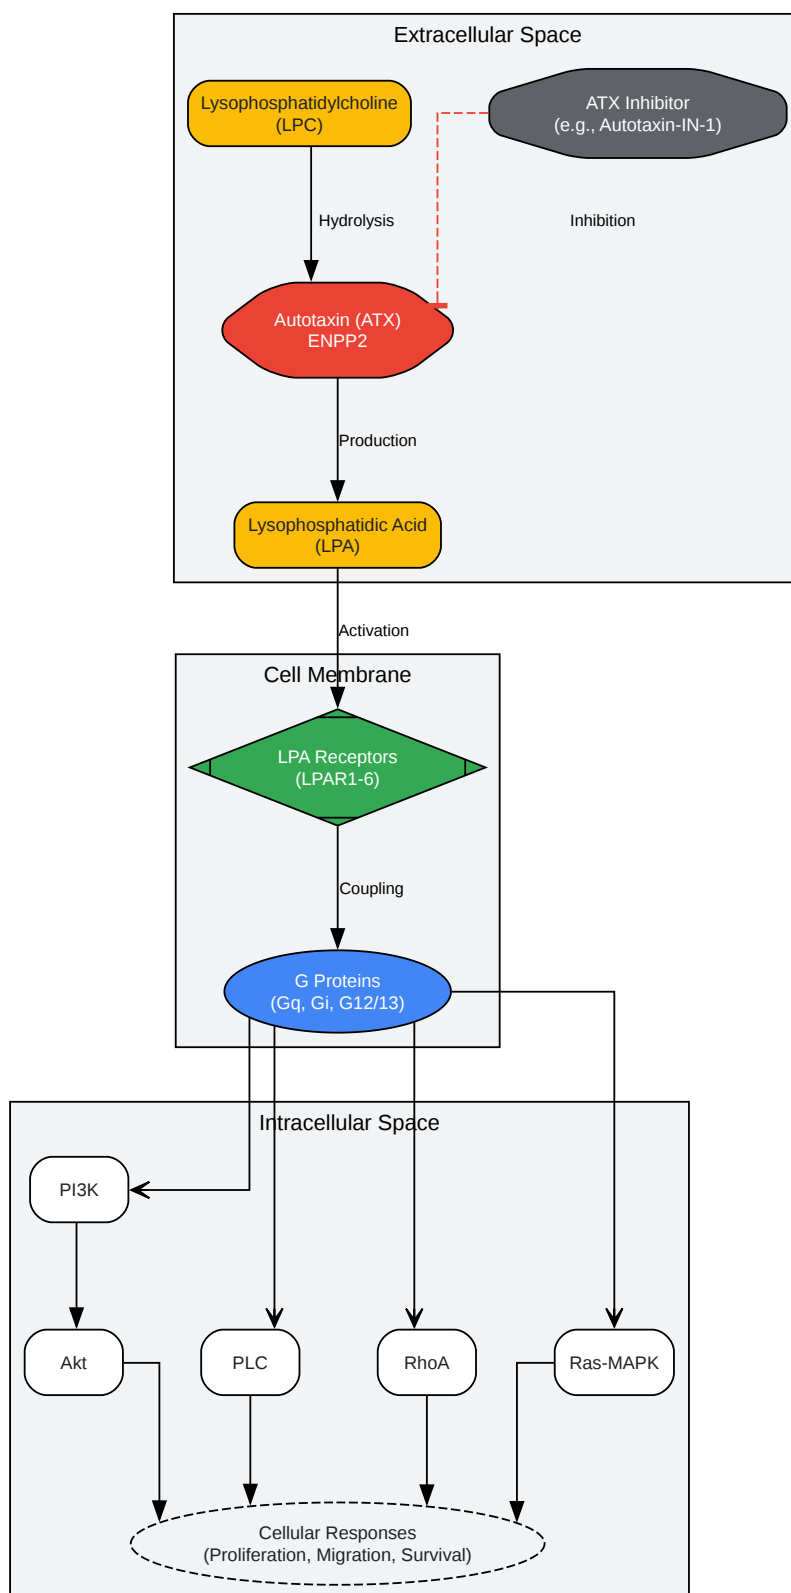 Extracellular Space
Lysophosphatidylcholine
(LPC)
ATX Inhibitor
(e.g., Autotaxin-IN-1)
Hydrolysis
Inhibition
Autotaxin (ATX)
ENPP2
Production
Lysophosphatidic Acid
(LPA)
Activation
Cell Membrane
LPA Receptors
(LPAR1-6)
Coupling
G Proteins
(Gq, Gi, G12/13)
Intracellular Space
PI3K
Akt
PLC
RhoA
Ras-MAPK
Cellular Responses
(Proliferation, Migration, Survival)